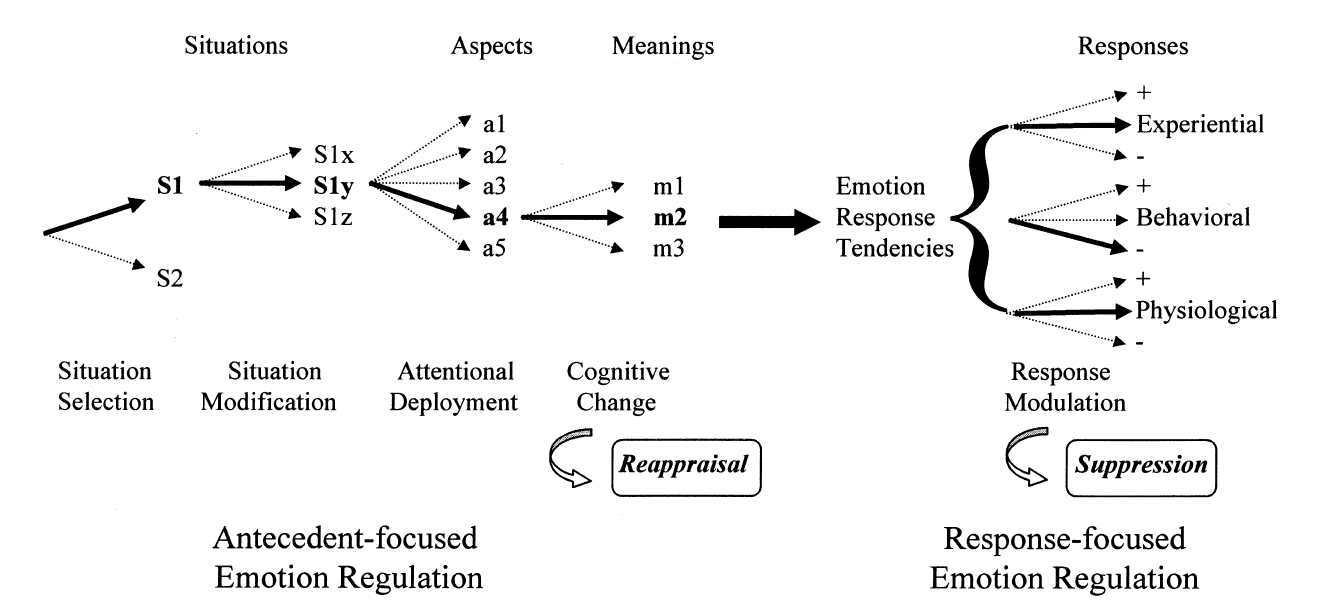 Situations Aspects Meanings Responses
a1
a2
a3
a4
a5
S1x
S1y
S1z
S1
S2
m1
m2
m3
Emotion
Response
Tendencies
+
Experiential
-
+
Behavioral
-
+
Physiological
-
Situation
Selection
Situation
Modification
Attentional
Deployment
Cognitive
Change
Response
Modulation
Reappraisal
Suppression
Antecedent-focused
Emotion Regulation
Response-focused
Emotion Regulation